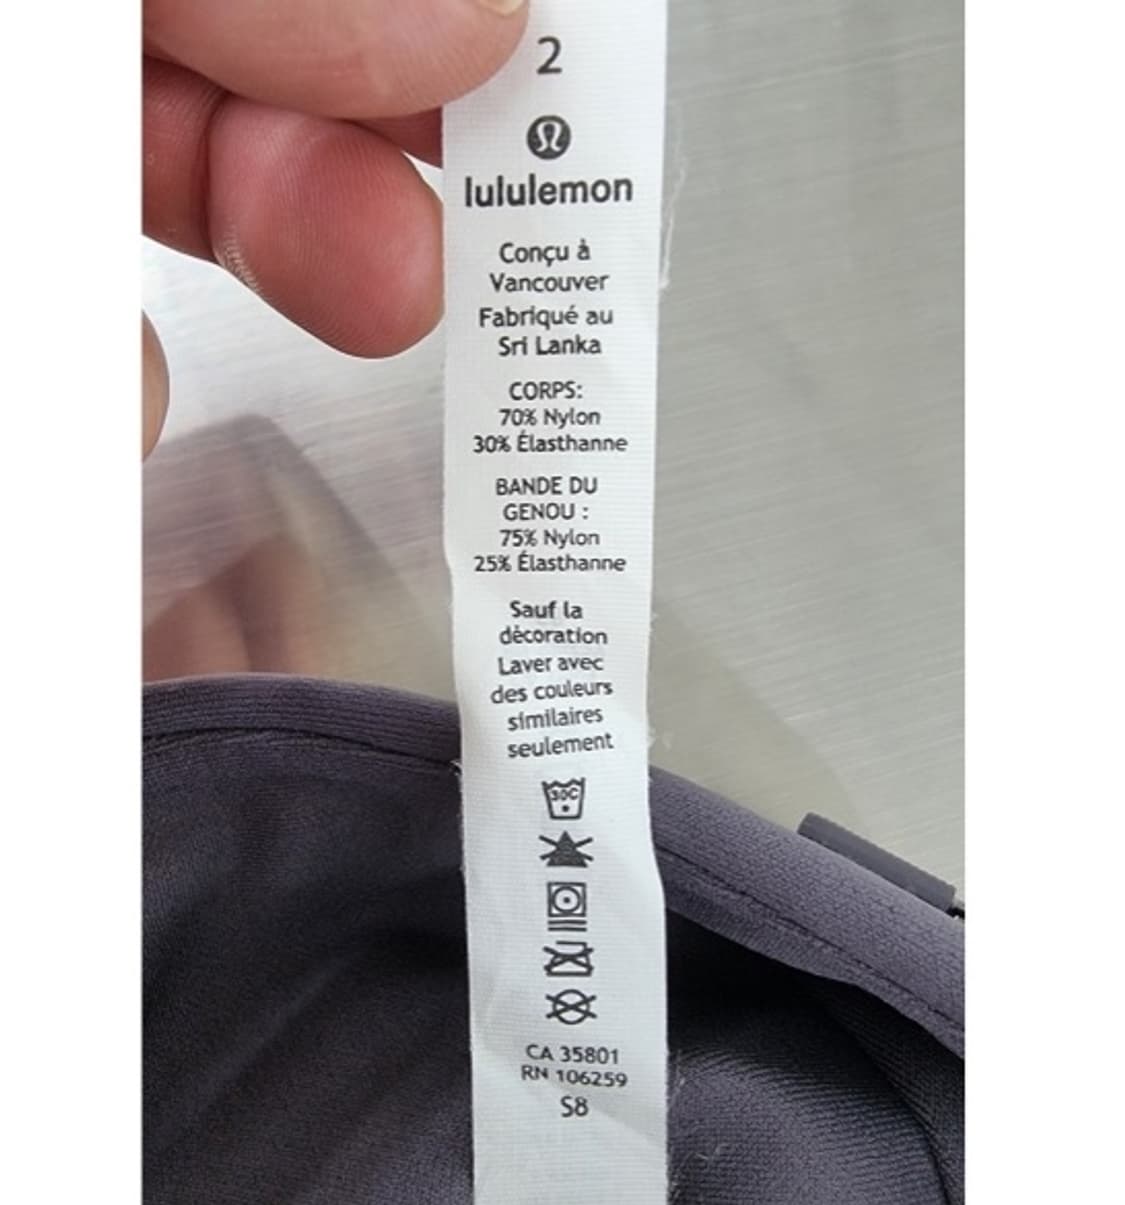 2
lululemon
Conçu à
Vancouver
Fabriqué au
Sri Lanka
CORPS:
70% Nylon
30% Élasthanne
BANDE DU
GENOU :
75% Nylon
25% Élasthanne
Sauf la
dècoration
Laver avec
des couleurs
similaires
seulement
30C
CA 35801
RN 106259
S8